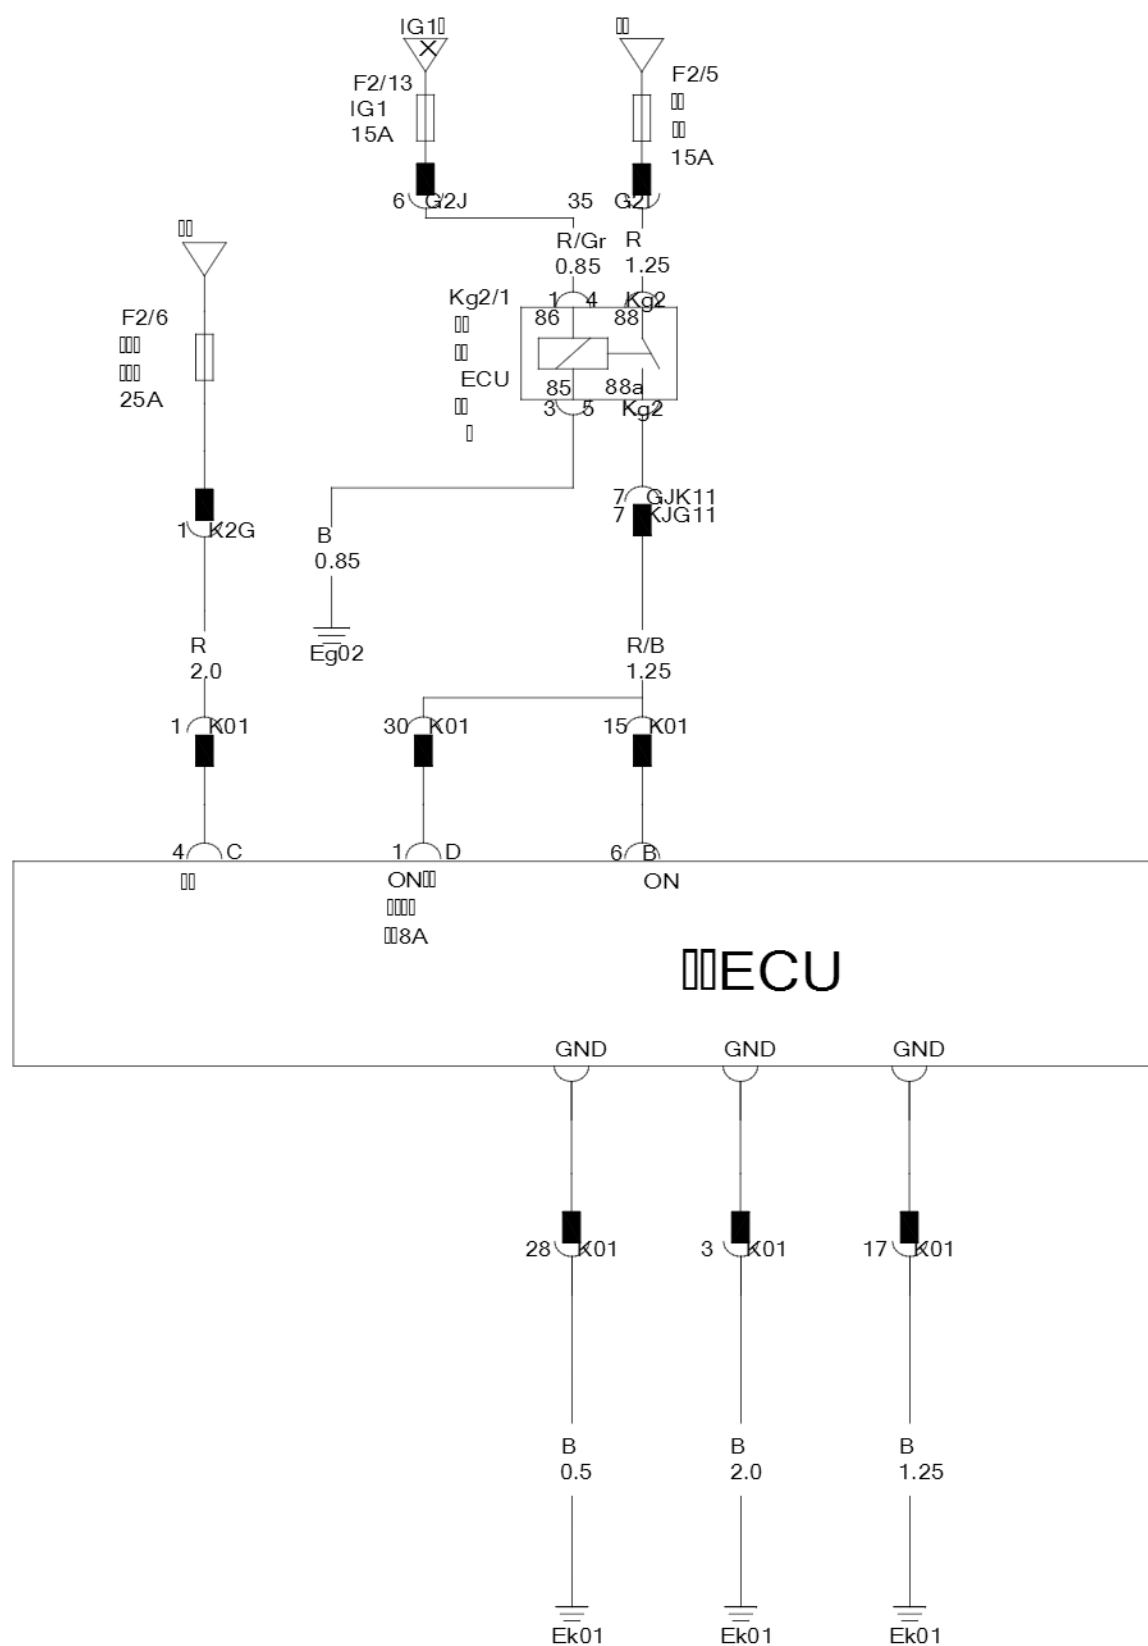 IG1
F2/13
IG1
15A
F2/5
15A
6 G2J
35
R/Gr
0.85
R
1.25
F2/6
25A
Kg2/1
ECU
1 4 Kg2
86 88
85 88a
3 5 Kg2
7 GJK11
7 KJG11
1 K2G
B
0.85
Eg02
R
2.0
R/B
1.25
1 K01
30 K01
15 K01
4 C
1 D
6 B
ON
8A
ON
ECU
GND GND GND
28 K01
3 K01
17 K01
B
0.5
B
2.0
B
1.25
Ek01 Ek01 Ek01